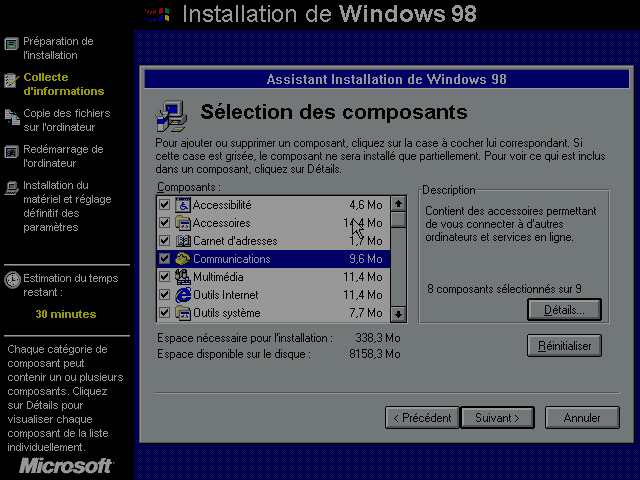 Installation de Windows 98
Préparation de
l'installation
Collecte
d'informations
Copie des fichiers
sur l'ordinateur
Redémarrage de
l'ordinateur
Installation du
matériel et réglage
définitif des
paramètres
Estimation du temps
restant :
30 minutes
Chaque catégorie de
composant peut
contenir un ou plusieurs
composants. Cliquez
sur Détails pour
visualiser chaque
composant de la liste
individuellement.
Microsoft
Assistant Installation de Windows 98
Sélection des composants
Pour ajouter ou supprimer un composant, cliquez sur la case à cocher lui correspondant. Si
cette case est grisée, le composant ne sera installé que partiellement. Pour voir ce qui est inclus
dans un composant, cliquez sur Détails.
Composants :
Accessibilité 4,6 Mo
Accessoires Mo
Carnet d'adresses 1,7 Mo
Communications 9,6 Mo
Multimédia 11,4 Mo
Outils Internet 11,4 Mo
Outils système 7,7 Mo
Espace nécessaire pour l'installation : 338,3 Mo
Espace disponible sur le disque : 8158,3 Mo
Description
Contient des accessoires permettant
de vous connecter à d'autres
ordinateurs et services en ligne.
8 composants sélectionnés sur 9
Détails...
Réinitialiser
< Précédent Suivant > Annuler